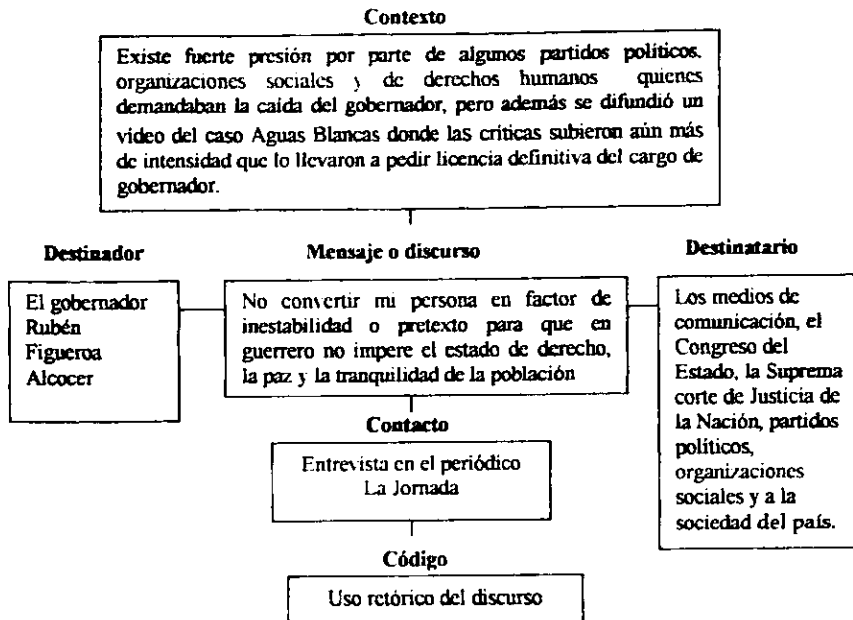 Contexto
Existe fuerte presión por parte de algunos partidos políticos.
organizaciones sociales y de derechos humanos quienes
demandaban la caída del gobernador, pero además se difundió un
video del caso Aguas Blancas donde las críticas subieron aún más
de intensidad que lo llevaron a pedir licencia definitiva del cargo de
gobernador.
Destinador
El gobernador
Rubén
Figueroa
Alcocer
Mensaje o discurso
No convertir mi persona en factor de
inestabilidad o pretexto para que en
guerrero no impere el estado de derecho,
la paz y la tranquilidad de la población
Destinatario
Los medios de
comunicación, el
Congreso del
Estado, la Suprema
corte de Justicia de
la Nación, partidos
políticos,
organizaciones
sociales y a la
sociedad del país.
Contacto
Entrevista en el periódico
La Jornada
Código
Uso retórico del discurso